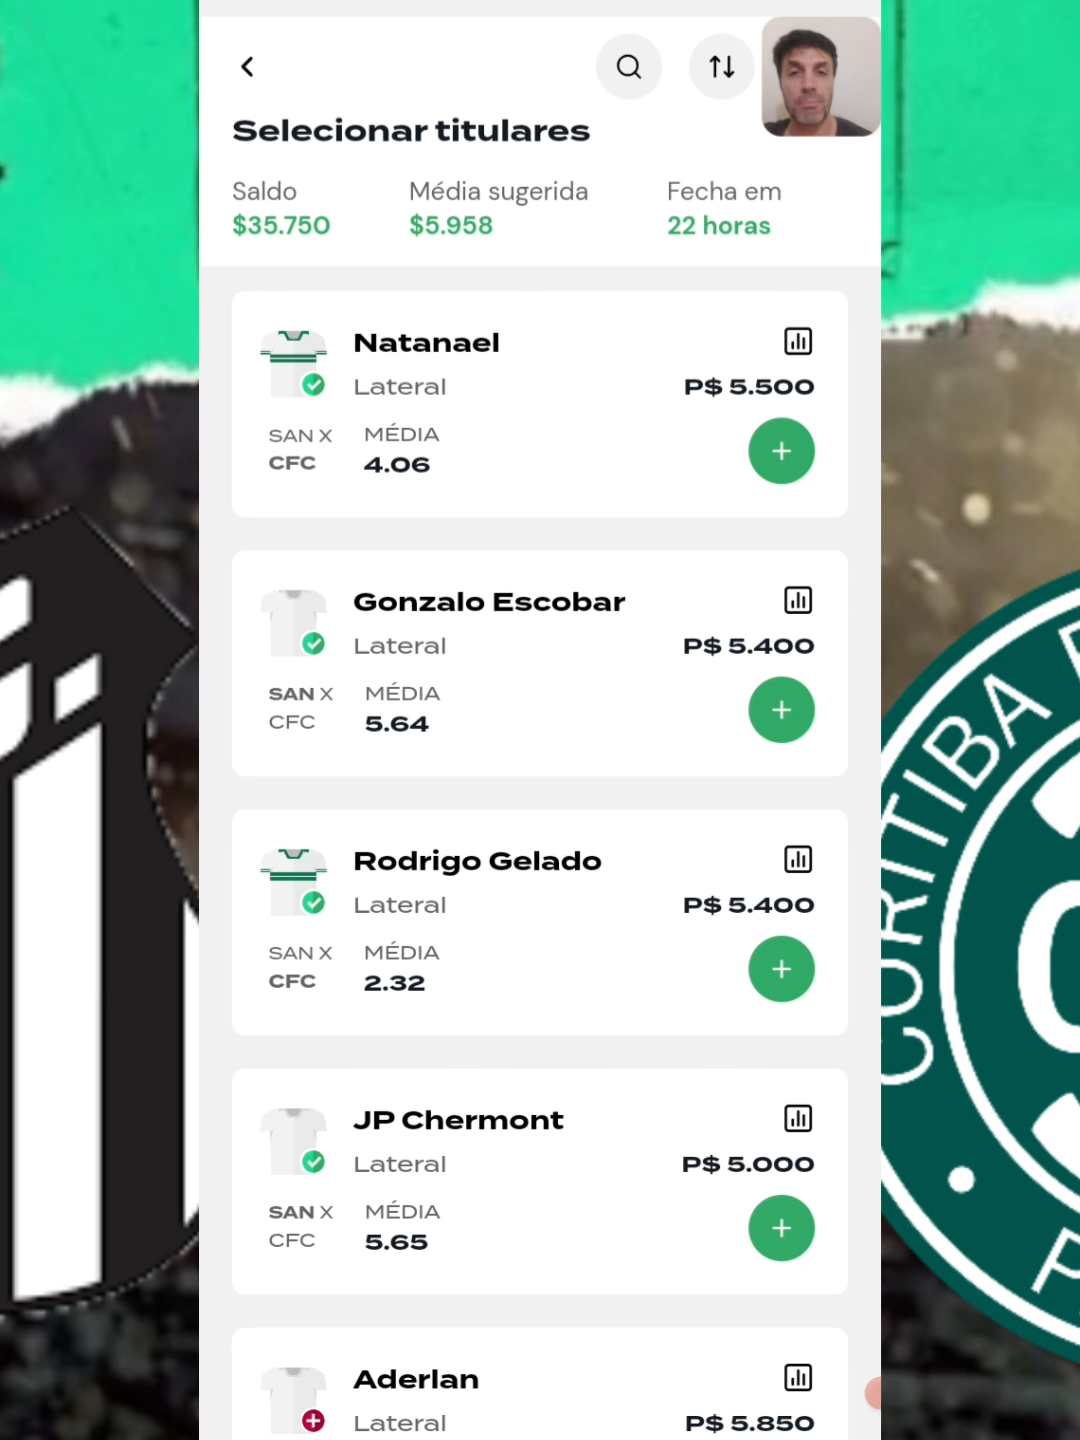 Selecionar titulares
Saldo
Média sugerida
Fecha em
$35.750
$5.958
22 horas
Natanael
Lateral
P$ 5.500
SAN X
CFC
MÉDIA
4.06
Gonzalo Escobar
Lateral
P$ 5.400
SAN X
CFC
MÉDIA
5.64
Rodrigo Gelado
Lateral
P$ 5.400
SAN X
CFC
MÉDIA
2.32
JP Chermont
Lateral
P$ 5.000
SAN X
CFC
MÉDIA
5.65
Aderlan
Lateral
P$ 5.850
CORITIBA